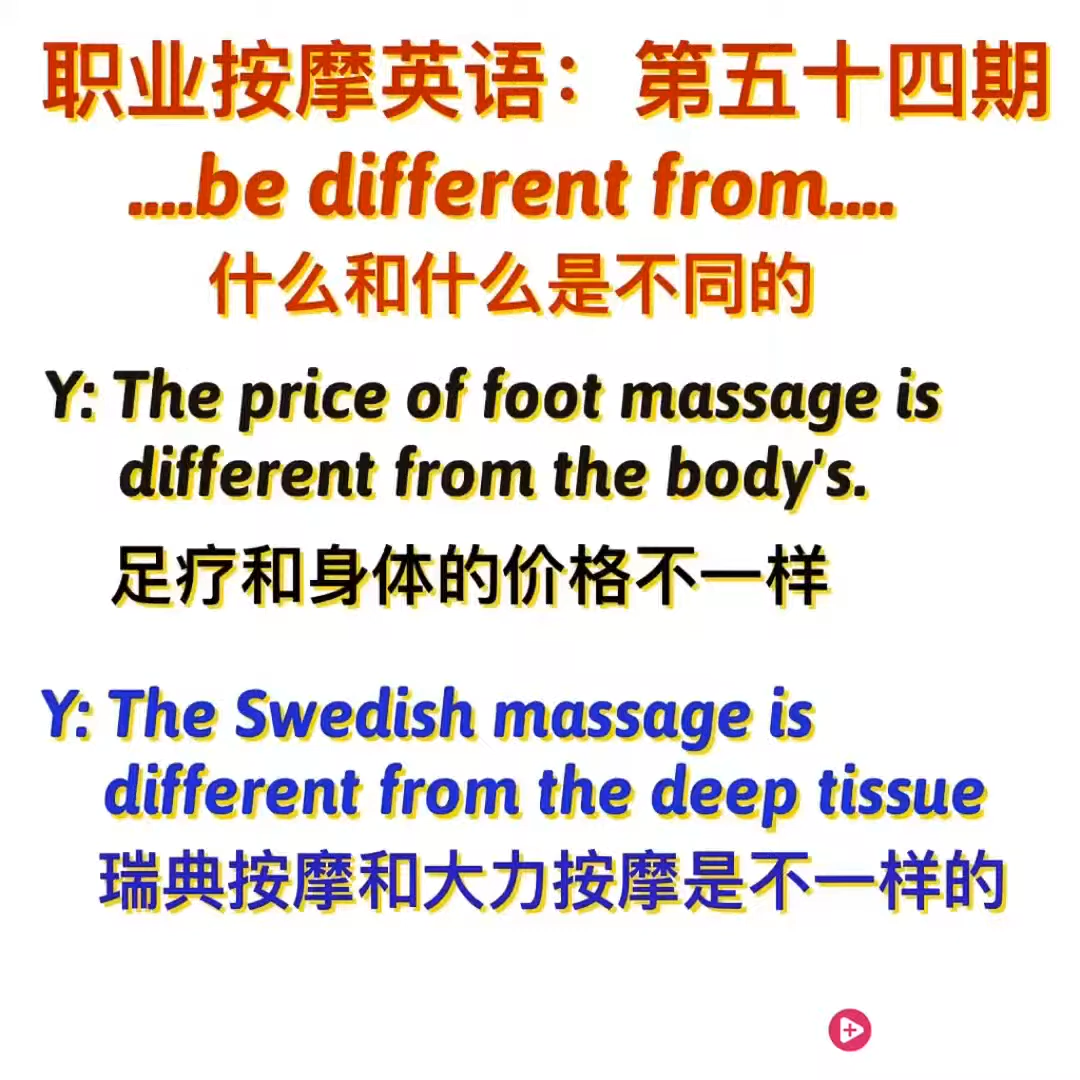 职业按摩英语：第五十四期
....be different from....
什么和什么是不同的
Y: The price of foot massage is
different from the body's.
足疗和身体的价格不一样
Y: The Swedish massage is
different from the deep tissue
瑞典按摩和大力按摩是不一样的